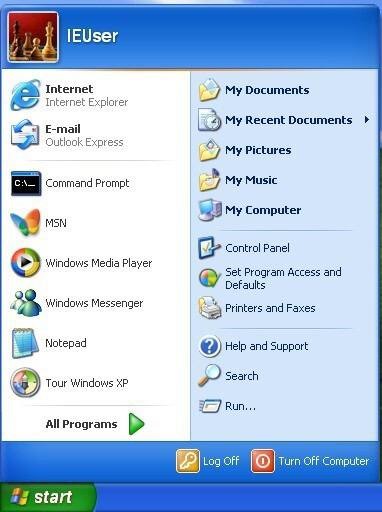 IEUser
Internet
Internet Explorer
E-mail
Outlook Express
C:\_
Command Prompt
MSN
Windows Media Player
Windows Messenger
Notepad
Tour Windows XP
All Programs
My Documents
My Recent Documents
My Pictures
My Music
My Computer
Control Panel
Set Program Access and
Defaults
Printers and Faxes
Help and Support
Search
Run...
Log Off
Turn Off Computer
start